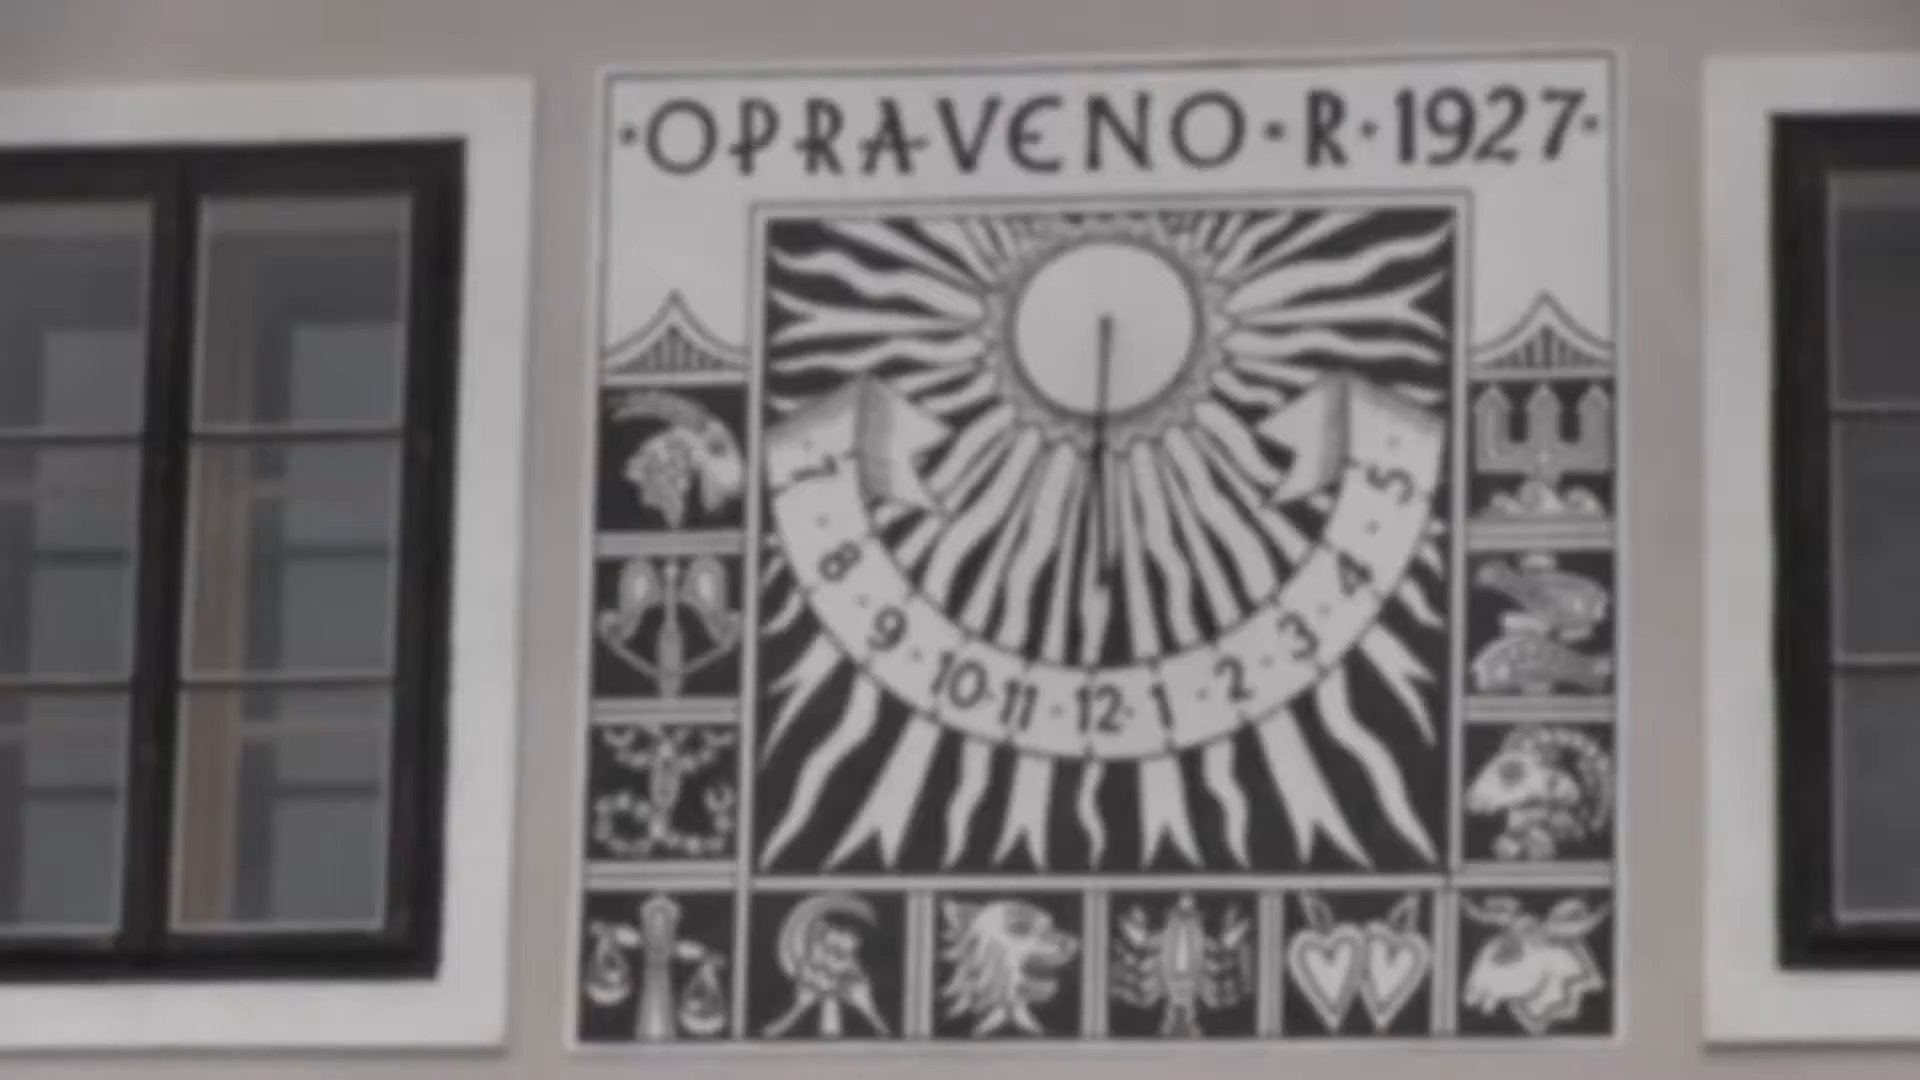 ·OPRAVENO·R·1927·
7 · 8 · 9 · 10 · 11 · 12 · 1 · 2 · 3 · 4 · 5 ·